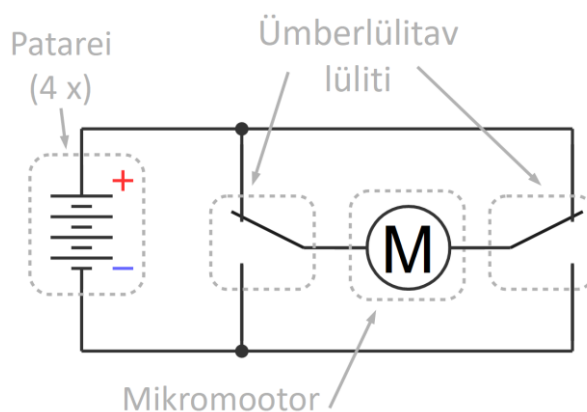 Patarei
(4 x)
Ümberlülitav
lüliti
+
−
M
Mikromootor